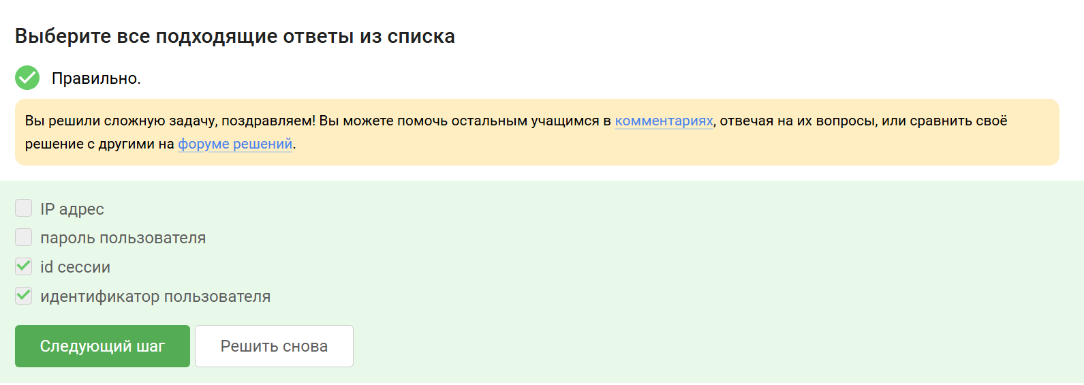 Выберите все подходящие ответы из списка
Правильно.
Вы решили сложную задачу, поздравляем! Вы можете помочь остальным учащимся в комментариях, отвечая на их вопросы, или сравнить своё
решение с другими на форуме решений.
IP адрес
пароль пользователя
id сессии
идентификатор пользователя
Следующий шаг
Решить снова